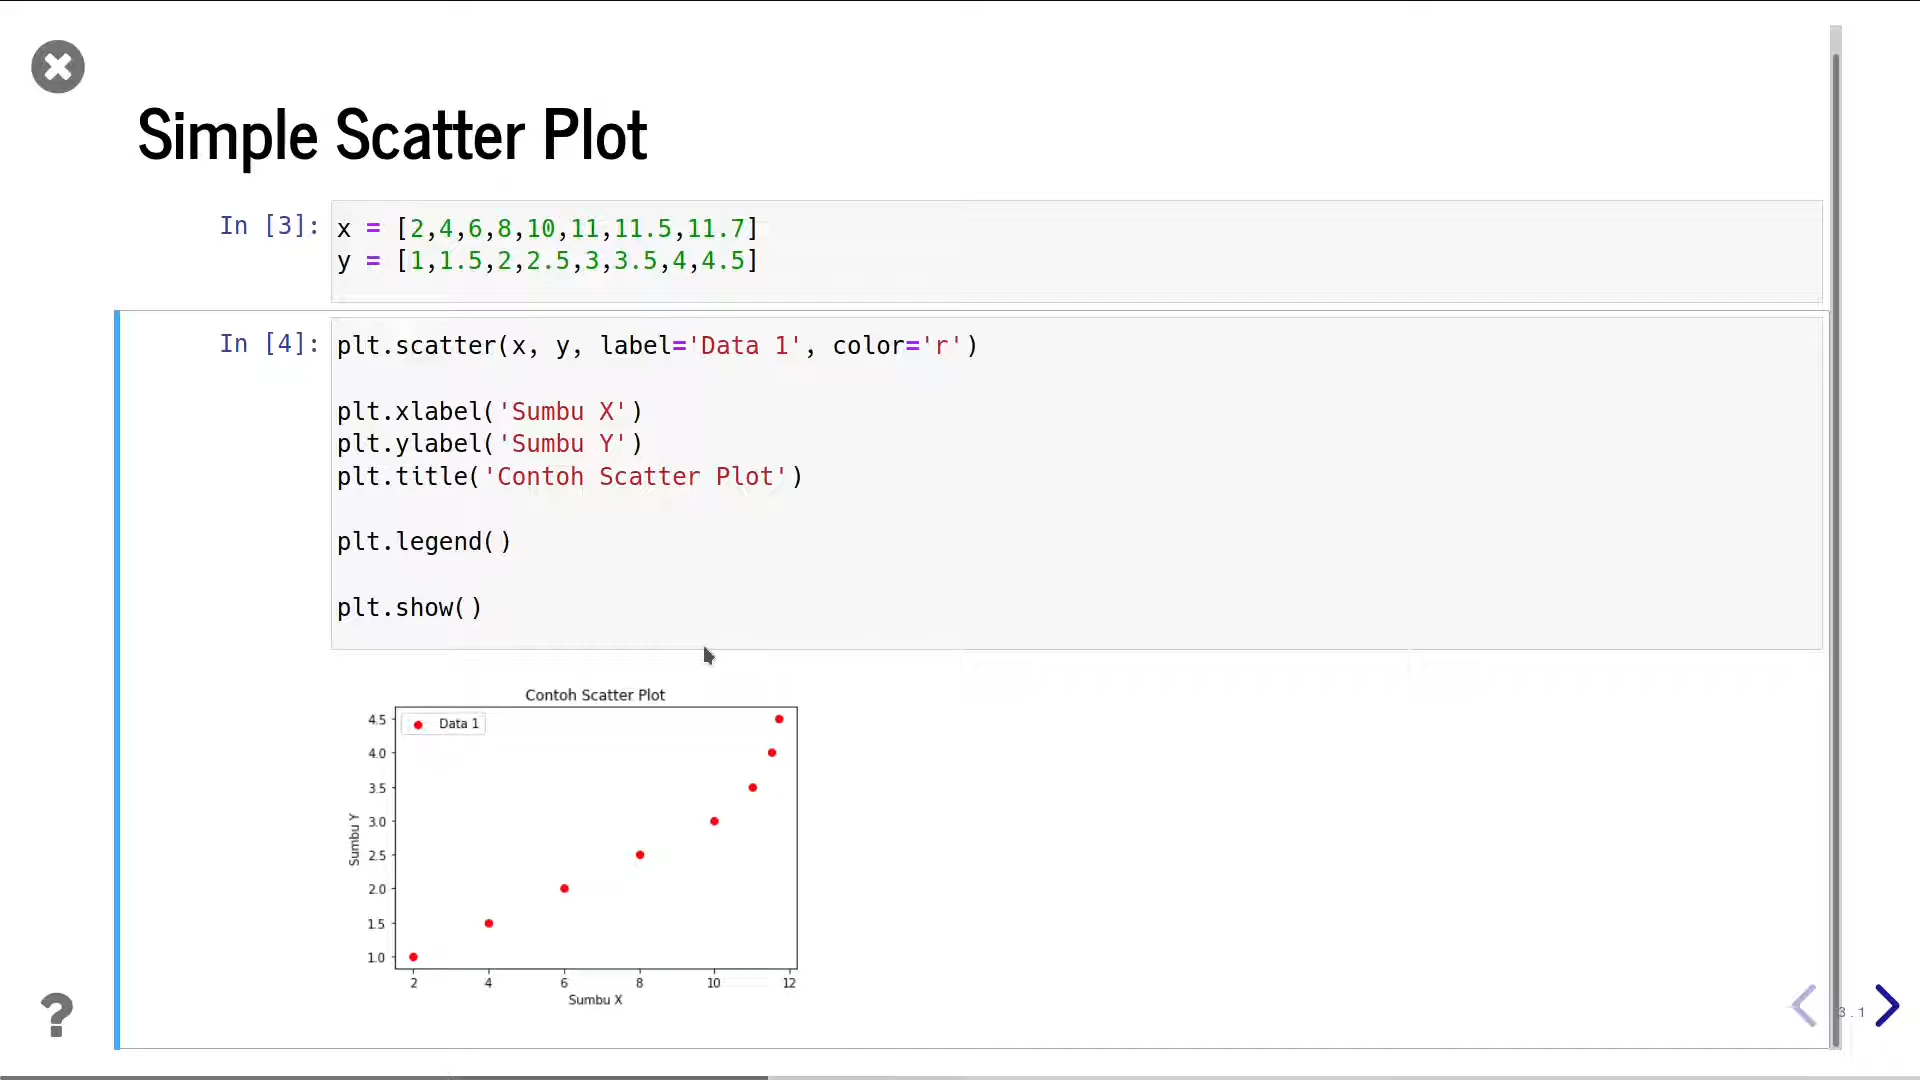 Simple Scatter Plot
In [3]: x = [2,4,6,8,10,11,11.5,11.7]
y = [1,1.5,2,2.5,3,3.5,4,4.5]
In [4]: plt.scatter(x, y, label='Data 1', color='r')
plt.xlabel('Sumbu X')
plt.ylabel('Sumbu Y')
plt.title('Contoh Scatter Plot')
plt.legend()
plt.show()
Contoh Scatter Plot
Data 1
4.5
4.0
3.5
3.0
2.5
2.0
1.5
1.0
Sumbu Y
2 4 6 8 10 12
Sumbu X
?
3.1